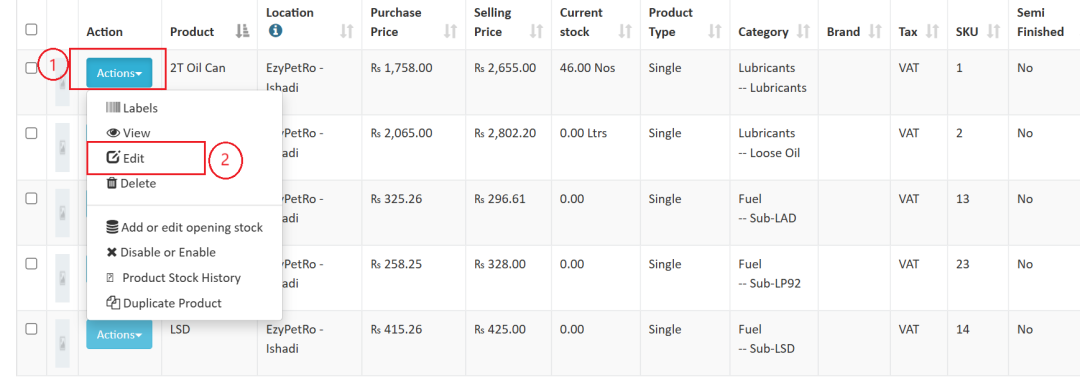 Action Product Location Purchase Price Selling Price Current stock Product Type Category Brand Tax SKU Semi Finished
1
Actions 2T Oil Can EzyPetRo - Ishadi Rs 1,758.00 Rs 2,655.00 46.00 Nos Single Lubricants -- Lubricants VAT 1 No
Labels
View
Edit
2
Delete
Add or edit opening stock
Disable or Enable
Product Stock History
Duplicate Product
PetRo - adi Rs 2,065.00 Rs 2,802.20 0.00 Ltrs Single Lubricants -- Loose Oil VAT 2 No
PetRo - adi Rs 325.26 Rs 296.61 0.00 Single Fuel -- Sub-LAD VAT 13 No
PetRo - adi Rs 258.25 Rs 328.00 0.00 Single Fuel -- Sub-LP92 VAT 23 No
Actions LSD EzyPetRo - Ishadi Rs 415.26 Rs 425.00 0.00 Single Fuel -- Sub-LSD VAT 14 No